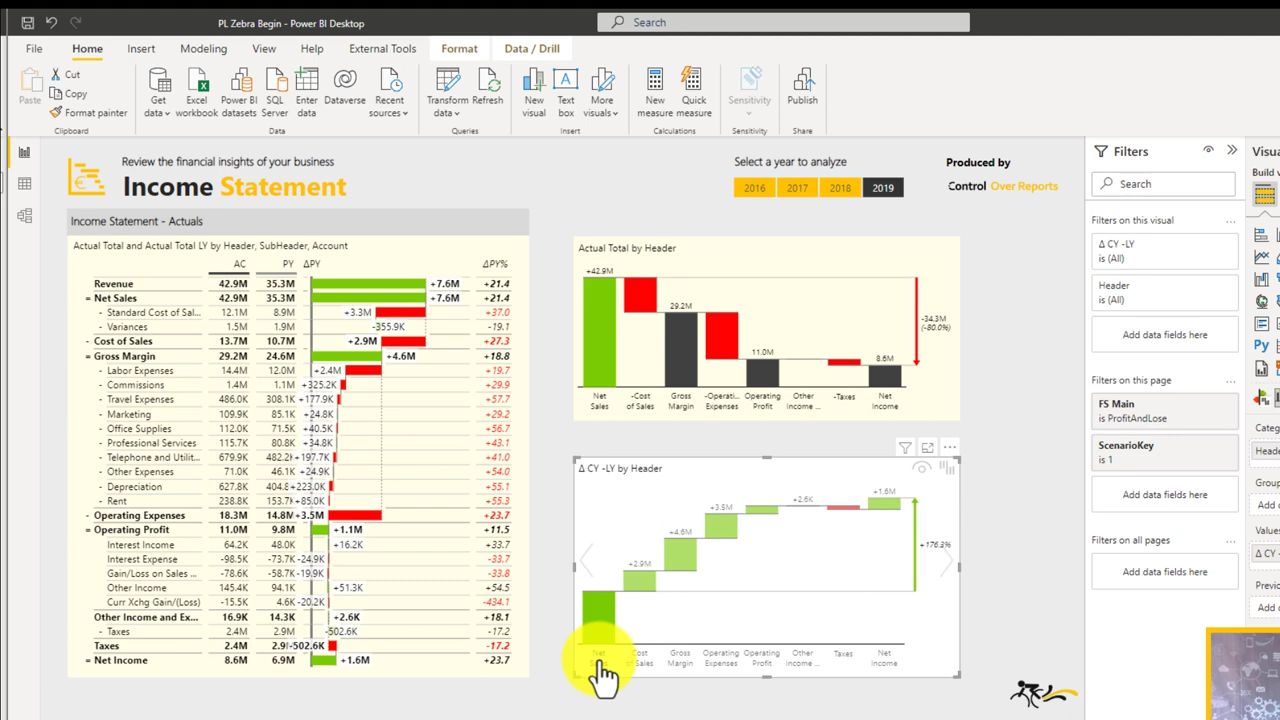 PL Zebra Begin - Power BI Desktop
Search
File Home Insert Modeling View Help External Tools Format Data / Drill
Paste
Cut
Copy
Format painter
Clipboard
Get data
Excel workbook
Power BI datasets
SQL Server
Enter data
Dataverse
Recent sources
Data
Transform data
Refresh
Queries
New visual
Text box
More visuals
Insert
New measure
Quick measure
Calculations
Sensitivity
Sensitivity
Publish
Share
Review the financial insights of your business
Income Statement
Select a year to analyze
2016 2017 2018 2019
Produced by
Control Over Reports
Income Statement - Actuals
Actual Total and Actual Total LY by Header, SubHeader, Account
AC PY ΔPY ΔPY%
Revenue 42.9M 35.3M +7.6M +21.4
= Net Sales 42.9M 35.3M +7.6M +21.4
- Standard Cost of Sal... 12.1M 8.9M +3.3M +37.0
- Variances 1.5M 1.9M -355.9K -19.1
- Cost of Sales 13.7M 10.7M +2.9M +27.3
= Gross Margin 29.2M 24.6M +4.6M +18.8
- Labor Expenses 14.4M 12.0M +2.4M +19.7
- Commissions 1.4M 1.1M +325.2K +29.9
- Travel Expenses 486.0K 308.1K +177.9K +57.7
- Marketing 109.9K 85.1K +24.8K +29.2
- Office Supplies 112.0K 71.5K +40.5K +56.7
- Professional Services 115.7K 80.8K +34.8K +43.1
- Telephone and Utilit... 679.9K 482.2K +197.7K +41.0
- Other Expenses 71.0K 46.1K +24.9K +54.0
- Depreciation 627.8K 404.8K +223.0K +55.1
- Rent 238.8K 153.7K +85.0K +55.3
- Operating Expenses 18.3M 14.8M +3.5M +23.7
= Operating Profit 11.0M 9.8M +1.1M +11.5
Interest Income 64.2K 48.0K +16.2K +33.7
Interest Expense -98.5K -73.7K -24.9K -33.7
Gain/Loss on Sales ... -78.6K -58.7K -19.9K -33.8
Other Income 145.4K 94.1K +51.3K +54.5
Curr Xchg Gain/(Loss) -15.5K 4.6K -20.2K -434.1
Other Income and Ex... 16.9K 14.3K +2.6K +18.1
- Taxes 2.4M 2.9M -502.6K -17.2
Taxes 2.4M 2.9M -502.6K -17.2
= Net Income 8.6M 6.9M +1.6M +23.7
Actual Total by Header
+42.9M
29.2M
11.0M
8.6M
-34.3M
(-80.0%)
Net Sales
-Cost of Sales
Gross Margin
-Operati... Expenses
Operating Profit
Other Income ...
-Taxes
Net Income
Δ CY -LY by Header
+2.9M
+4.6M
+3.5M
+2.6K
+1.6M
+176.3%
Net
Cost of Sales
Gross Margin
Operating Expenses
Operating Profit
Other Income ...
Taxes
Net Income
Filters
Search
Filters on this visual ...
Δ CY -LY
is (All)
Header
is (All)
Add data fields here
Filters on this page ...
FS Main
is ProfitAndLose
ScenarioKey
is 1
Add data fields here
Filters on all pages ...
Add data fields here
Visua
Build v
Py
Categ
Heade
Group
Add d
Values
Δ CY -
Previo
Add d